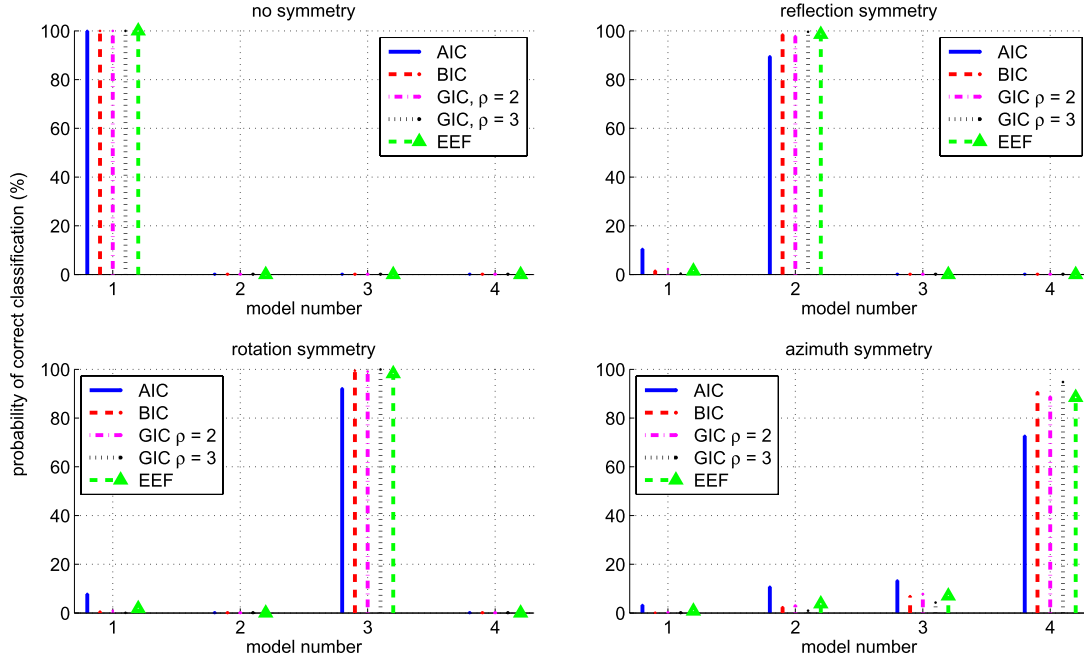 probability of correct classification (%)
no symmetry
100
80
60
40
20
0
1
2
3
4
model number
AIC
BIC
GIC, ρ = 2
GIC, ρ = 3
EEF
reflection symmetry
100
80
60
40
20
0
1
2
3
4
model number
AIC
BIC
GIC ρ = 2
GIC, ρ = 3
EEF
rotation symmetry
100
80
60
40
20
0
1
2
3
4
model number
AIC
BIC
GIC ρ = 2
GIC ρ = 3
EEF
azimuth symmetry
100
80
60
40
20
0
1
2
3
4
model number
AIC
BIC
GIC ρ = 2
GIC ρ = 3
EEF